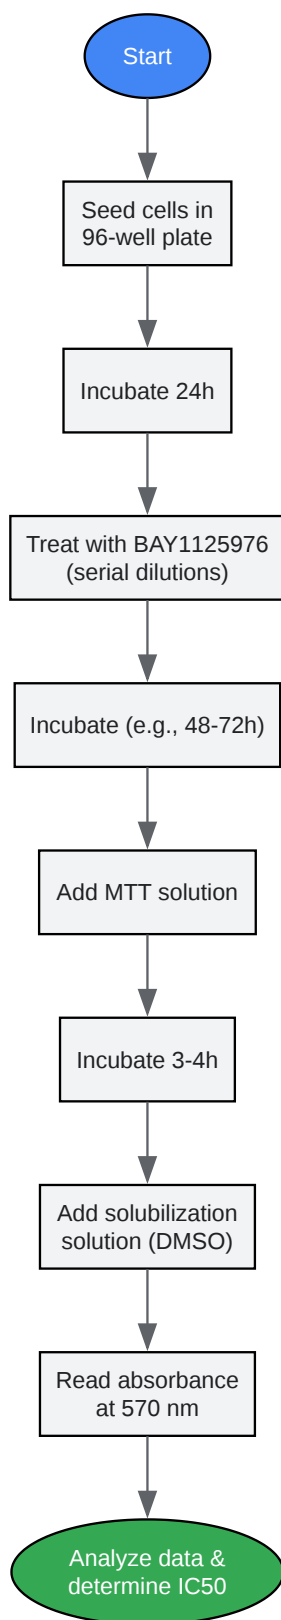 Start
Seed cells in
96-well plate
Incubate 24h
Treat with BAY1125976
(serial dilutions)
Incubate (e.g., 48-72h)
Add MTT solution
Incubate 3-4h
Add solubilization
solution (DMSO)
Read absorbance
at 570 nm
Analyze data &
determine IC50